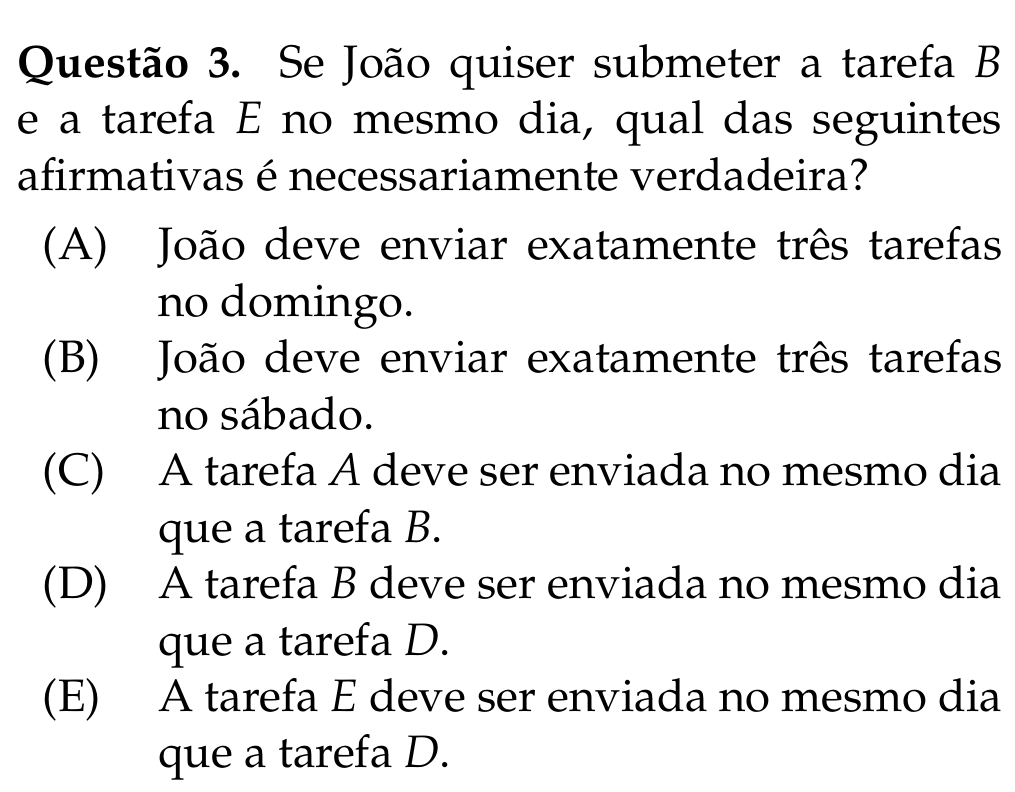 Questão 3. Se João quiser submeter a tarefa B
e a tarefa E no mesmo dia, qual das seguintes
afirmativas é necessariamente verdadeira?
(A) João deve enviar exatamente três tarefas
no domingo.
(B) João deve enviar exatamente três tarefas
no sábado.
(C) A tarefa A deve ser enviada no mesmo dia
que a tarefa B.
(D) A tarefa B deve ser enviada no mesmo dia
que a tarefa D.
(E) A tarefa E deve ser enviada no mesmo dia
que a tarefa D.